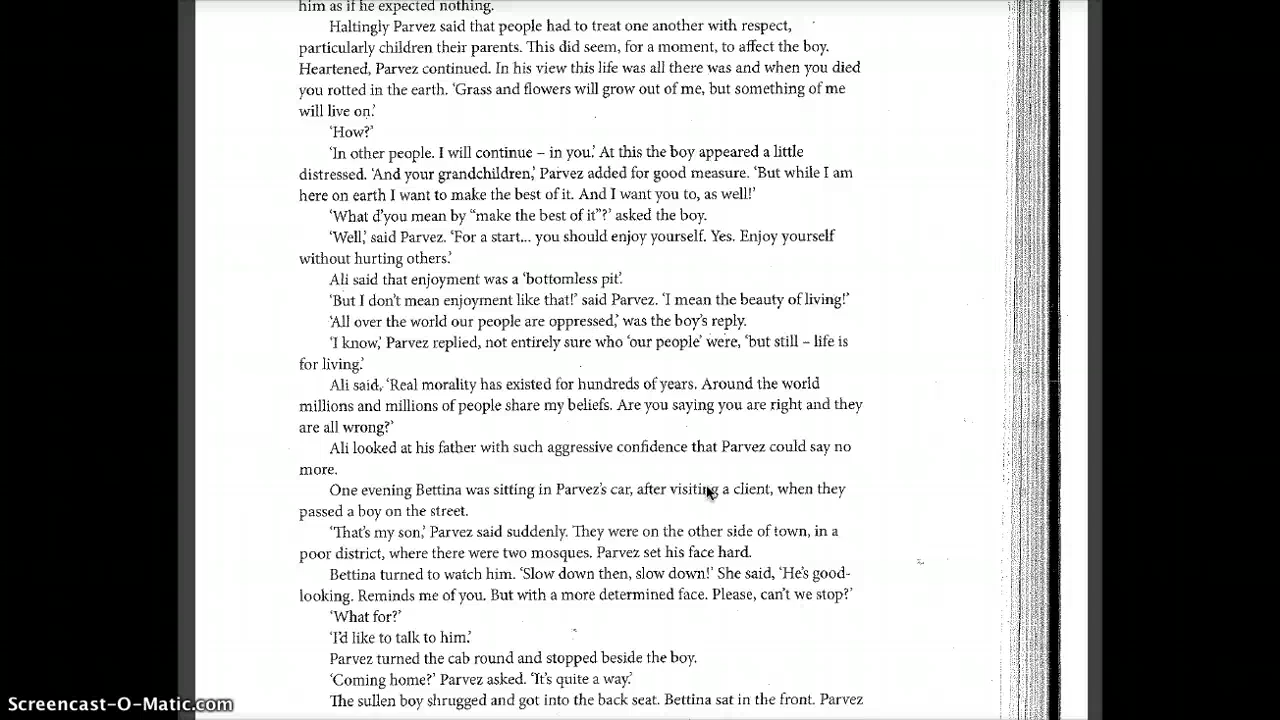 him as if he expected nothing.
Haltingly Parvez said that people had to treat one another with respect,
particularly children their parents. This did seem, for a moment, to affect the boy.
Heartened, Parvez continued. In his view this life was all there was and when you died
you rotted in the earth. ‘Grass and flowers will grow out of me, but something of me
will live on.’
‘How?’
‘In other people. I will continue – in you.’ At this the boy appeared a little
distressed. ‘And your grandchildren,’ Parvez added for good measure. ‘But while I am
here on earth I want to make the best of it. And I want you to, as well!’
‘What d’you mean by “make the best of it”?’ asked the boy.
‘Well,’ said Parvez. ‘For a start... you should enjoy yourself. Yes. Enjoy yourself
without hurting others.’
Ali said that enjoyment was a ‘bottomless pit’.
‘But I don’t mean enjoyment like that!’ said Parvez. ‘I mean the beauty of living!’
‘All over the world our people are oppressed,’ was the boy’s reply.
‘I know,’ Parvez replied, not entirely sure who ‘our people’ were, ‘but still – life is
for living.’
Ali said, ‘Real morality has existed for hundreds of years. Around the world
millions and millions of people share my beliefs. Are you saying you are right and they
are all wrong?’
Ali looked at his father with such aggressive confidence that Parvez could say no
more.
One evening Bettina was sitting in Parvez’s car, after visiting a client, when they
passed a boy on the street.
‘That’s my son,’ Parvez said suddenly. They were on the other side of town, in a
poor district, where there were two mosques. Parvez set his face hard.
Bettina turned to watch him. ‘Slow down then, slow down!’ She said, ‘He’s good-
looking. Reminds me of you. But with a more determined face. Please, can’t we stop?’
‘What for?’
‘I’d like to talk to him.’
Parvez turned the cab round and stopped beside the boy.
‘Coming home?’ Parvez asked. ‘It’s quite a way.’
The sullen boy shrugged and got into the back seat. Bettina sat in the front. Parvez
Screencast-O-Matic.com